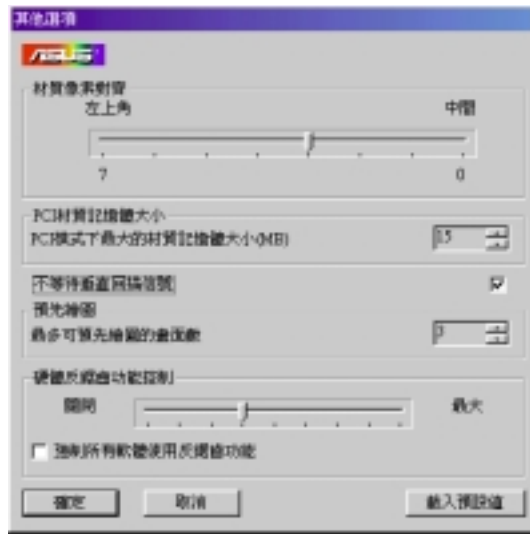 其他選項
ASUS
材質像素對齊
左上角 中間
7 0
PCI材質記憶體大小
PCI模式下最大的材質記憶體大小(MB) 15
不等待垂直回掃信號
預先繪圖
最多可預先繪圖的畫面數 3
硬體反鋸齒功能控制
關閉 最大
強制所有軟體使用反鋸齒功能
確定 取消 載入預設值